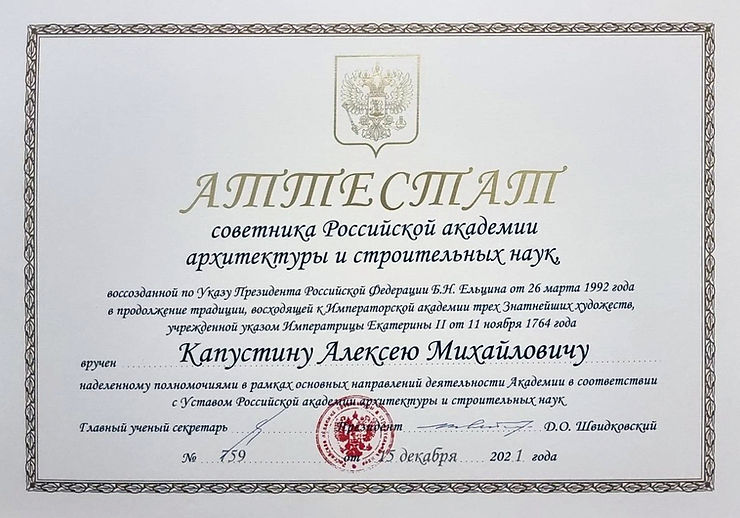 АТТЕСТАТ
советника Российской академии
архитектуры и строительных наук,
воссозданной по Указу Президента Российской Федерации Б.Н. Ельцина от 26 марта 1992 года
в продолжение традиции, восходящей к Императорской академии трех Знатнейших художеств,
учрежденной указом Императрицы Екатерины II от 11 ноября 1764 года
вручен Капустину Алексею Михайловичу
наделенному полномочиями в рамках основных направлений деятельности Академии в соответствии
с Уставом Российской академии архитектуры и строительных наук
Главный ученый секретарь Президент Д.О. Швидковский
№ 759 от 15 декабря 2021 года